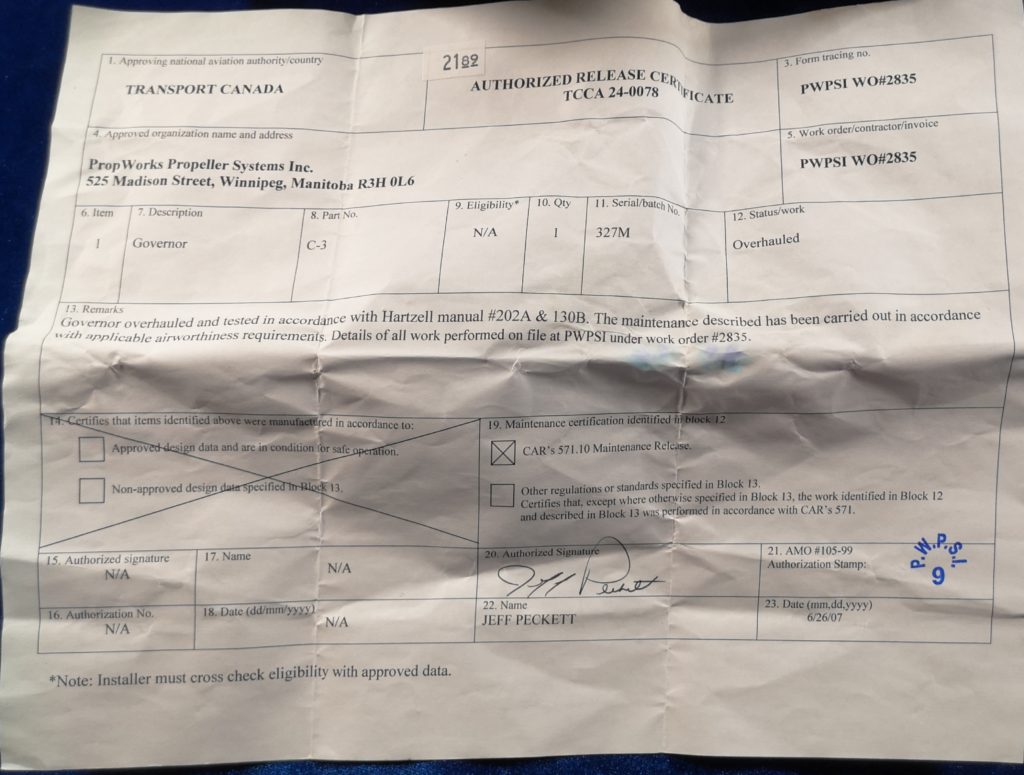 1. Approving national aviation authority/country
TRANSPORT CANADA
2189
AUTHORIZED RELEASE CERTIFICATE
TCCA 24-0078
3. Form tracing no.
PWPSI WO#2835
4. Approved organization name and address
PropWorks Propeller Systems Inc.
525 Madison Street, Winnipeg, Manitoba R3H 0L6
5. Work order/contractor/invoice
PWPSI WO#2835
6. Item
1
7. Description
Governor
8. Part No.
C-3
9. Eligibility*
N/A
10. Qty
1
11. Serial/batch No.
327M
12. Status/work
Overhauled
13. Remarks
Governor overhauled and tested in accordance with Hartzell manual #202A & 130B. The maintenance described has been carried out in accordance
with applicable airworthiness requirements. Details of all work performed on file at PWPSI under work order #2835.
14. Certifies that items identified above were manufactured in accordance to:
Approved design data and are in condition for safe operation.
Non-approved design data specified in Block 13.
19. Maintenance certification identified in block 12
CAR's 571.10 Maintenance Release.
Other regulations or standards specified in Block 13.
Certifies that, except where otherwise specified in Block 13, the work identified in Block 12
and described in Block 13 was performed in accordance with CAR's 571.
15. Authorized signature
N/A
17. Name
N/A
20. Authorized Signature
Jeff Peckett
21. AMO #105-99
Authorization Stamp:
P.W.P.S.I.
9
16. Authorization No.
N/A
18. Date (dd/mm/yyyy)
N/A
22. Name
JEFF PECKETT
23. Date (mm,dd,yyyy)
6/26/07
*Note: Installer must cross check eligibility with approved data.